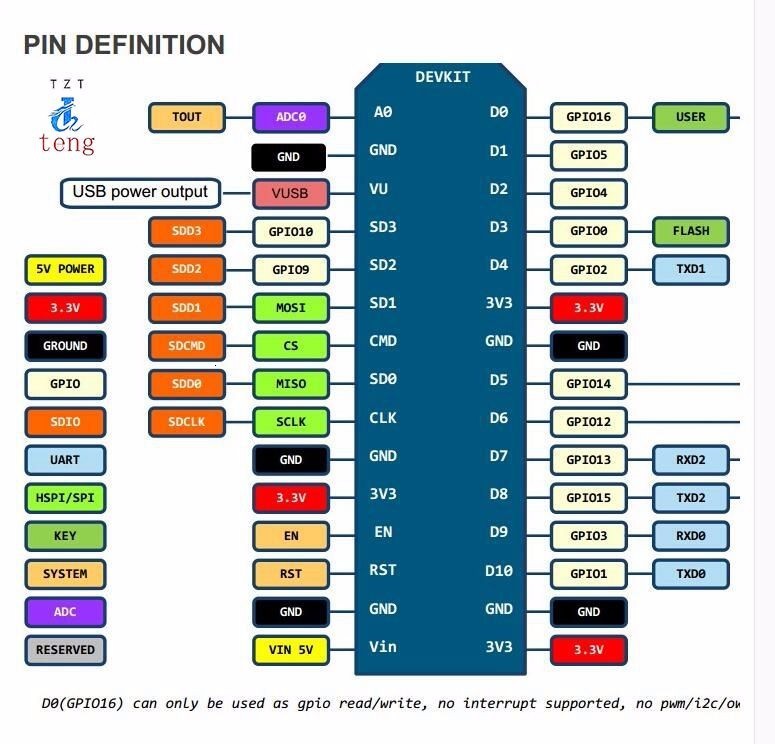 PIN DEFINITION
TZT
teng
DEVKIT
TOUT ADC0 A0 D0 GPIO16 USER
GND GND D1 GPIO5
USB power output VUSB VU D2 GPIO4
SDD3 GPIO10 SD3 D3 GPIO0 FLASH
5V POWER SDD2 GPIO9 SD2 D4 GPIO2 TXD1
3.3V SDD1 MOSI SD1 3V3 3.3V
GROUND SDCMD CS CMD GND GND
GPIO SDD0 MISO SD0 D5 GPIO14
SDIO SDCLK SCLK CLK D6 GPIO12
UART GND GND D7 GPIO13 RXD2
HSPI/SPI 3.3V 3V3 D8 GPIO15 TXD2
KEY EN EN D9 GPIO3 RXD0
SYSTEM RST RST D10 GPIO1 TXD0
ADC GND GND GND GND
RESERVED VIN 5V Vin 3V3 3.3V
D0(GPIO16) can only be used as gpio read/write, no interrupt supported, no pwm/i2c/ow